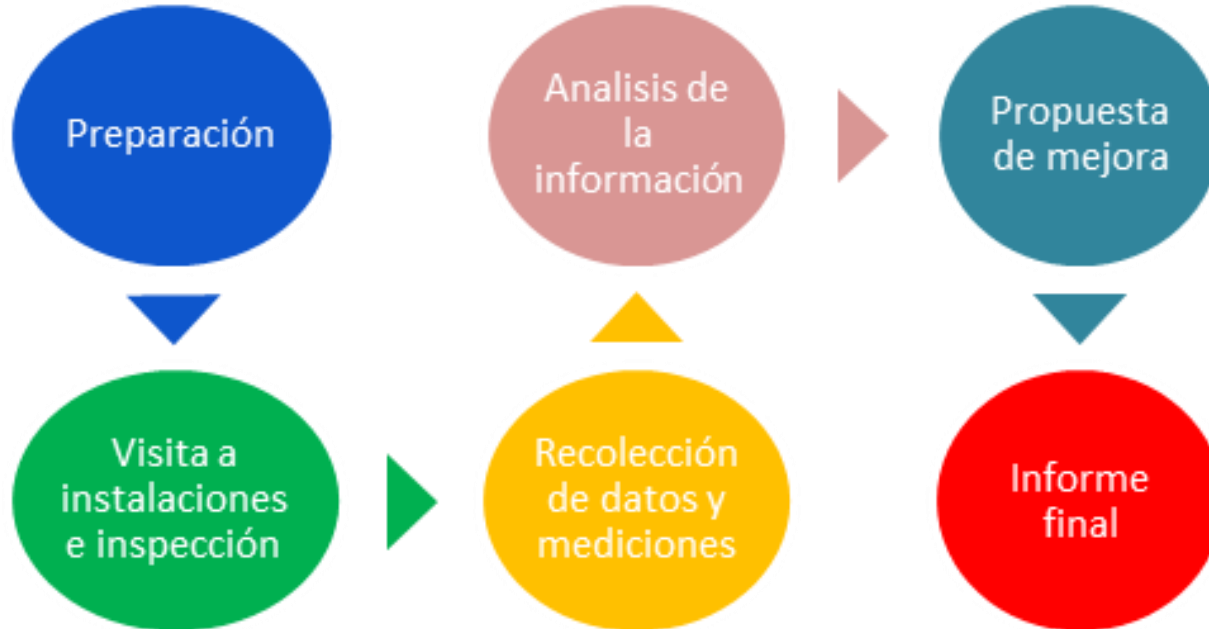 Preparación
Visita a
instalaciones
e inspección
Recolección
de datos y
mediciones
Analisis de
la
información
Propuesta
de mejora
Informe
final